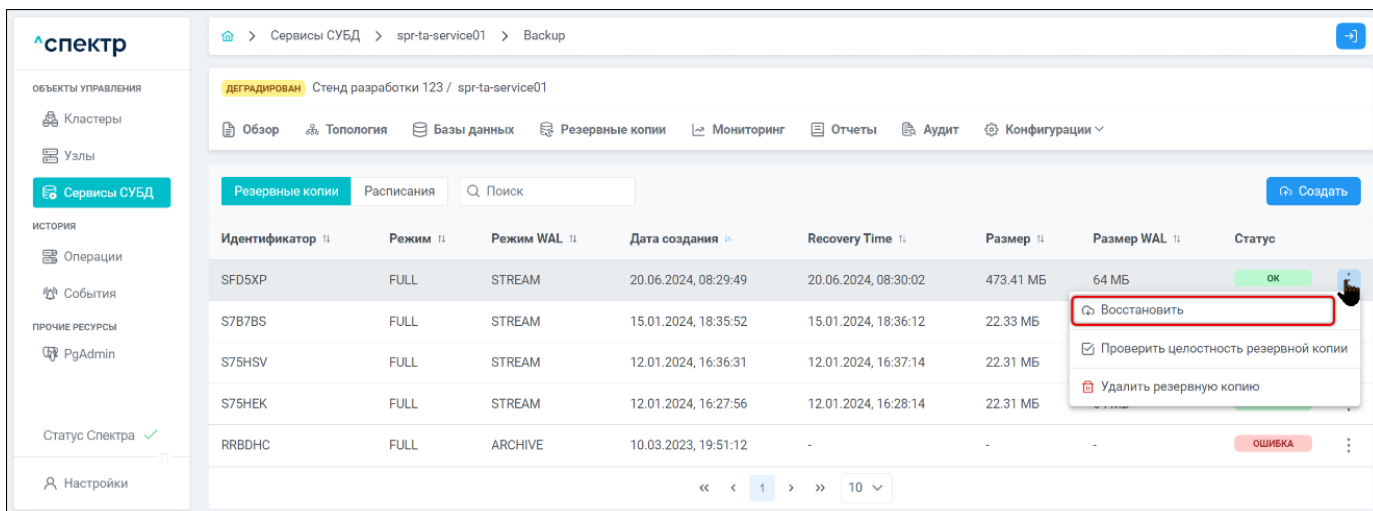 ^спектр
ОБЪЕКТЫ УПРАВЛЕНИЯ
Кластеры
Узлы
Сервисы СУБД
ИСТОРИЯ
Операции
События
ПРОЧИЕ РЕСУРСЫ
PgAdmin
Статус Спектра
Настройки
> Сервисы СУБД > spr-ta-service01 > Backup
ДЕГРАДИРОВАН Стенд разработки 123 / spr-ta-service01
Обзор Топология Базы данных Резервные копии Мониторинг Отчеты Аудит Конфигурации
Резервные копии Расписания Поиск Создать
Идентификатор Режим Режим WAL Дата создания Recovery Time Размер Размер WAL Статус
SFD5XP FULL STREAM 20.06.2024, 08:29:49 20.06.2024, 08:30:02 473.41 МБ 64 МБ ОК
S7B7BS FULL STREAM 15.01.2024, 18:35:52 15.01.2024, 18:36:12 22.33 МБ
S75HSV FULL STREAM 12.01.2024, 16:36:31 12.01.2024, 16:37:14 22.31 МБ
S75HEK FULL STREAM 12.01.2024, 16:27:56 12.01.2024, 16:28:14 22.31 МБ
RRBDHC FULL ARCHIVE 10.03.2023, 19:51:12 - - - ОШИБКА
Восстановить
Проверить целостность резервной копии
Удалить резервную копию
« < 1 > » 10